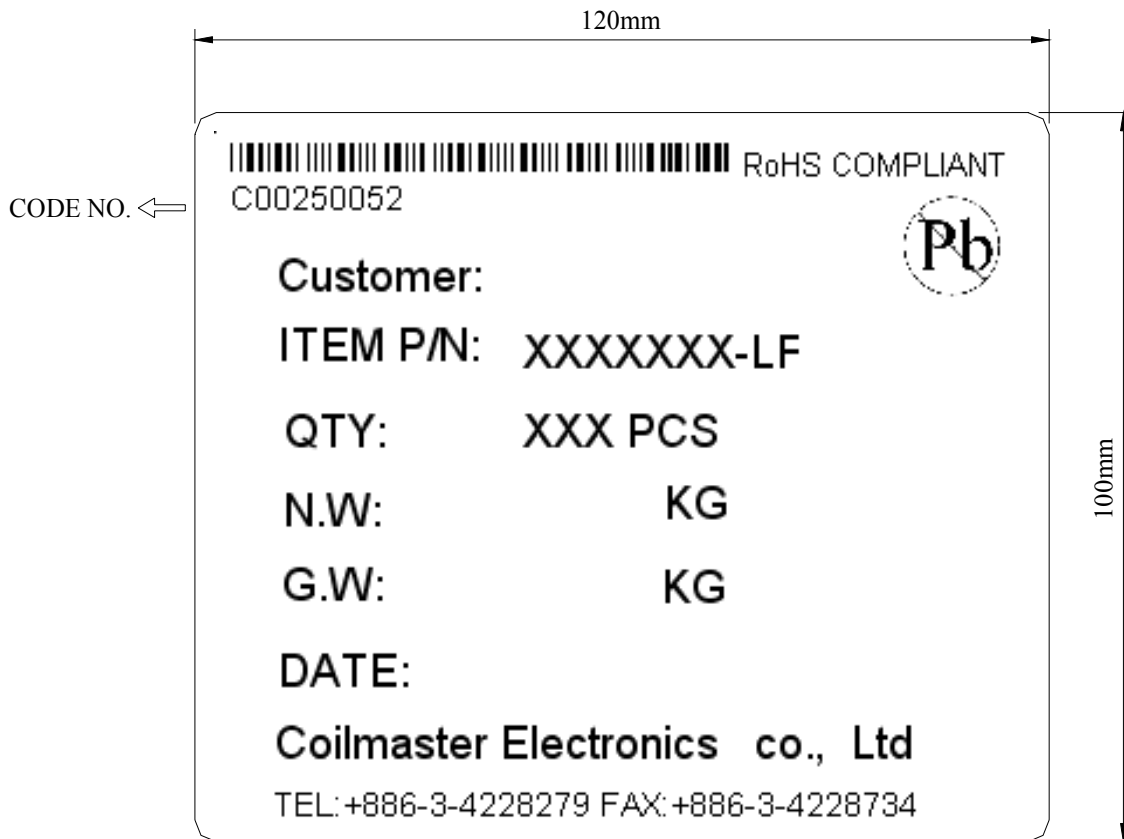 120mm
RoHS COMPLIANT
C00250052
CODE NO.
Pb
Customer:
ITEM P/N: XXXXXXX-LF
QTY: XXX PCS
N.W: KG
100mm
G.W: KG
DATE:
Coilmaster Electronics co., Ltd
TEL:+886-3-4228279 FAX:+886-3-4228734